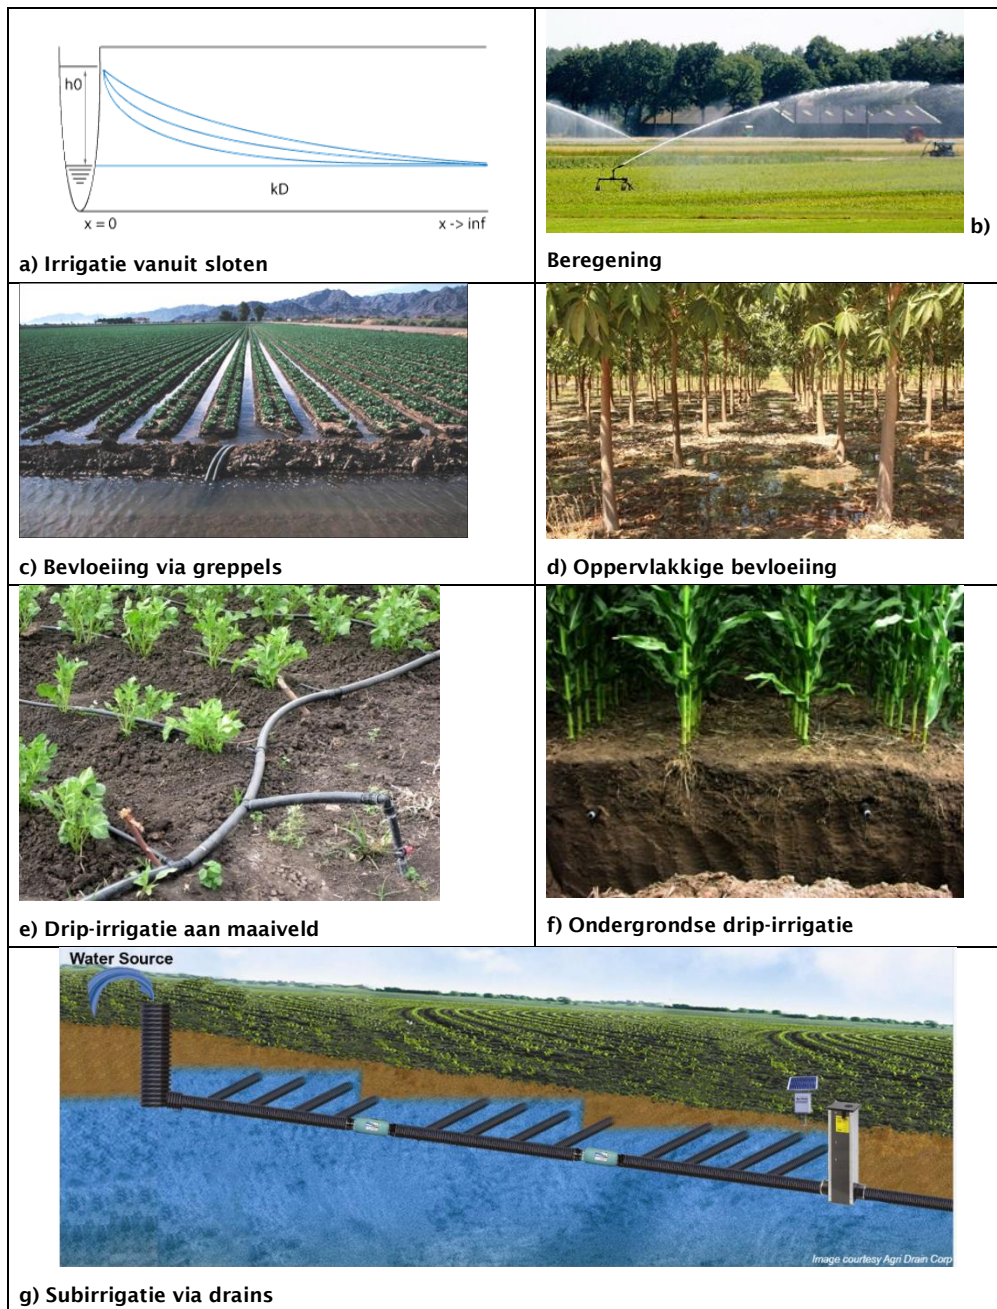 h0
kD
x = 0
x -> inf
a) Irrigatie vanuit sloten
b)
Beregening
c) Bevloeiing via greppels
d) Oppervlakkige bevloeiing
e) Drip-irrigatie aan maaiveld
f) Ondergrondse drip-irrigatie
Water Source
Image courtesy Agri Drain Corp
g) Subirrigatie via drains